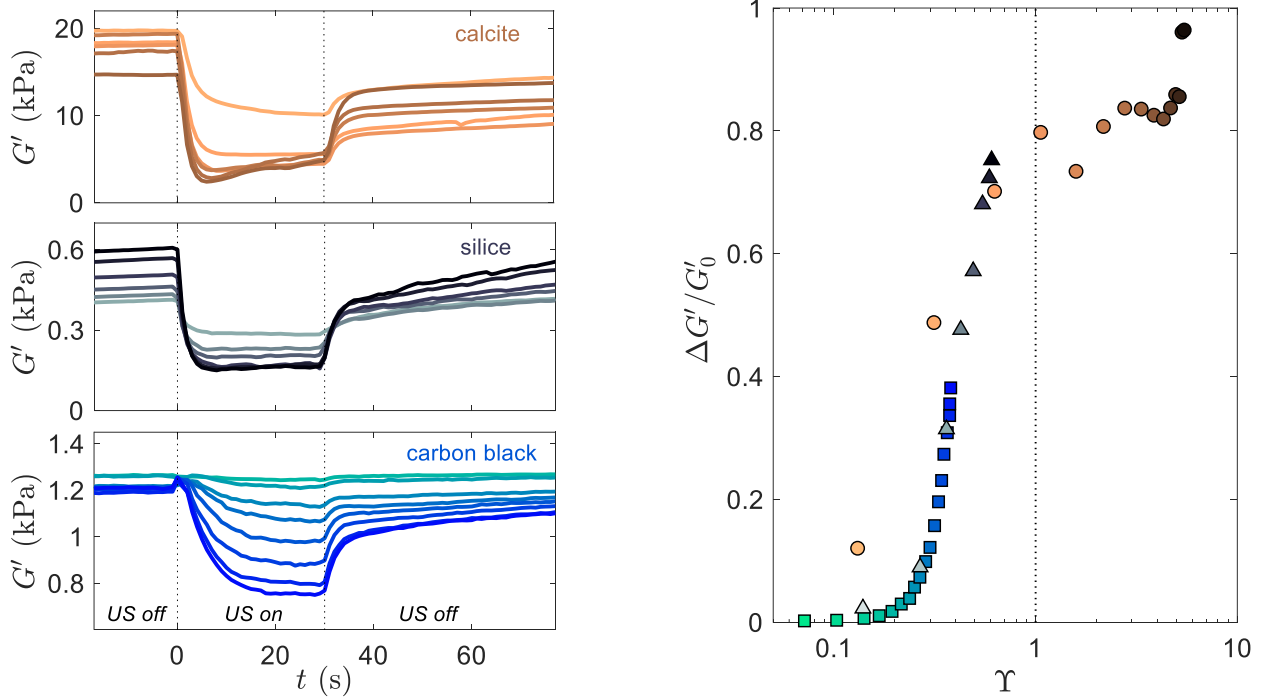 20
10
0
G′ (kPa)
calcite
0.6
0.3
0
G′ (kPa)
silice
1.4
1.2
1
0.8
G′ (kPa)
carbon black
US off
US on
US off
0
20
40
60
t (s)
1
0.8
0.6
0.4
0.2
0
ΔG′/G′₀
0.1
1
10
ϒ